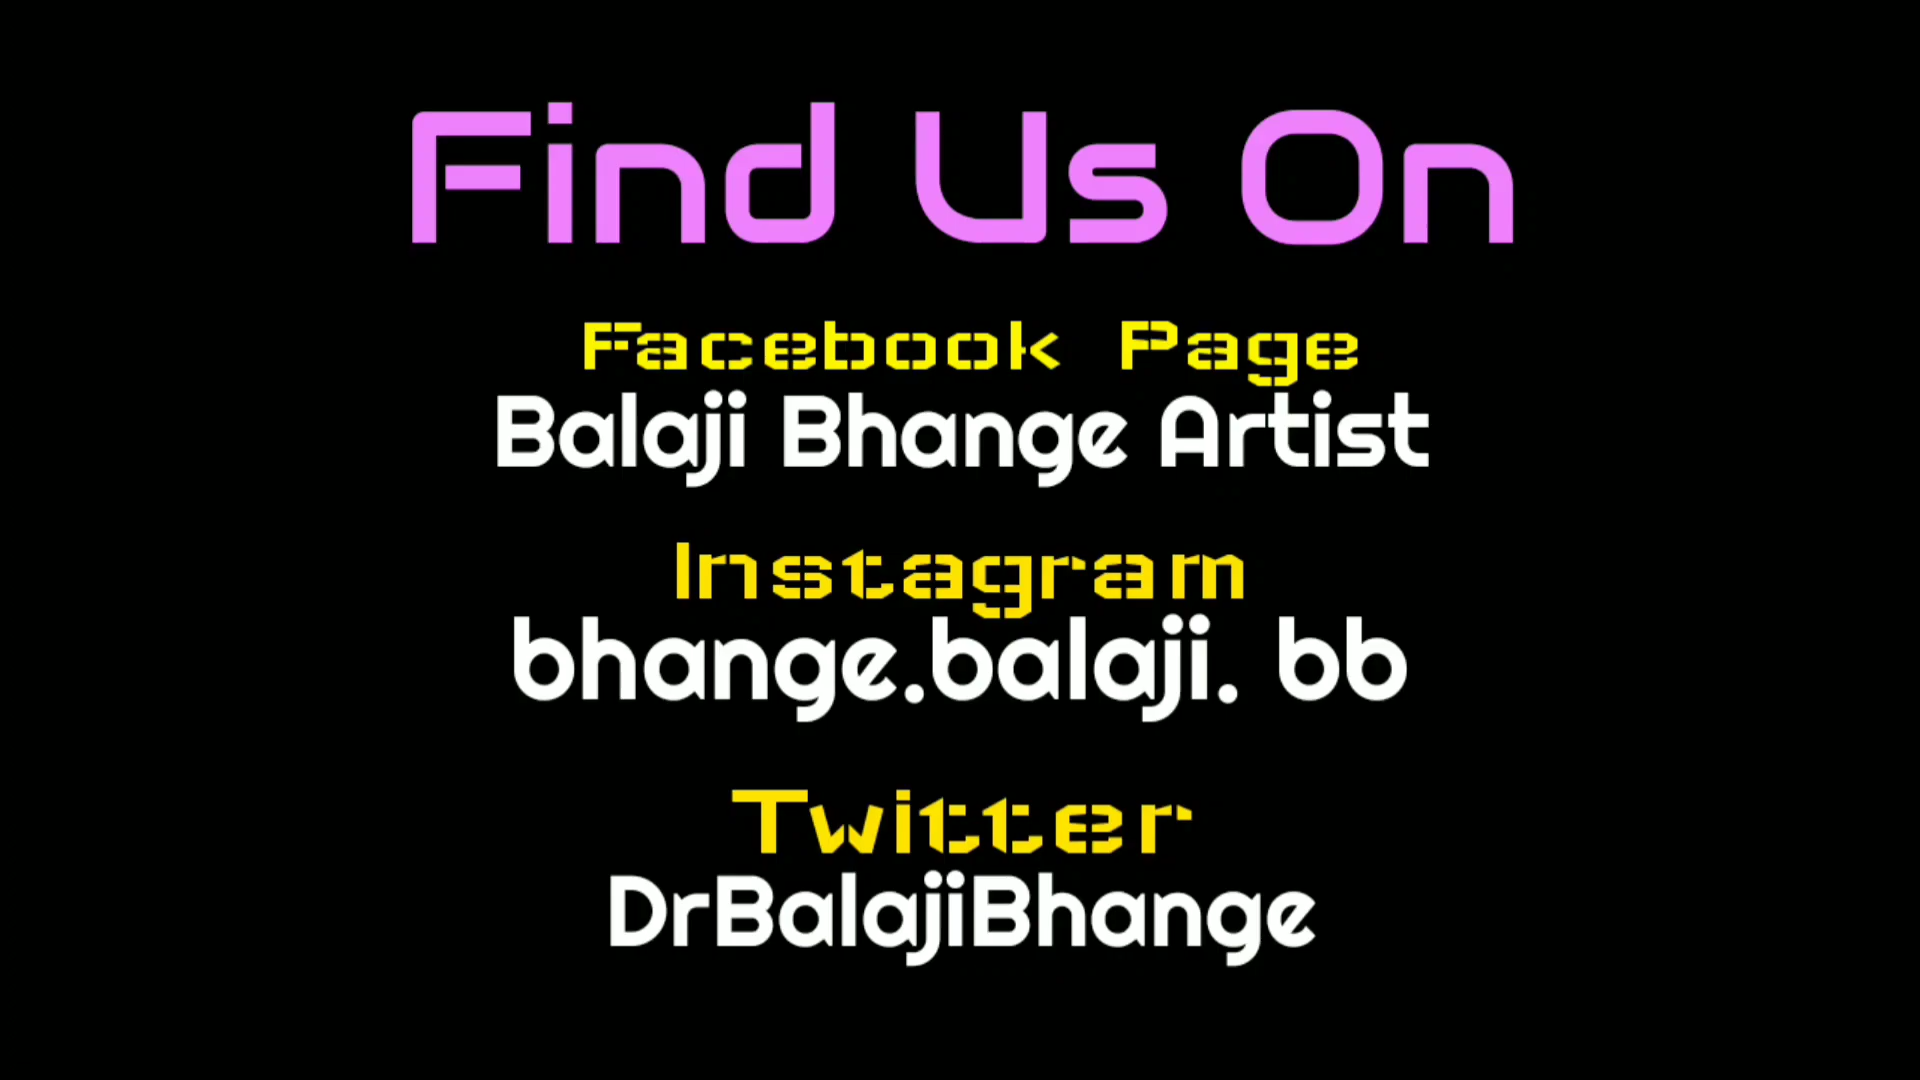 Find Us On
Facebook Page
Balaji Bhange Artist
Instagram
bhange.balaji. bb
Twitter
DrBalajiBhange